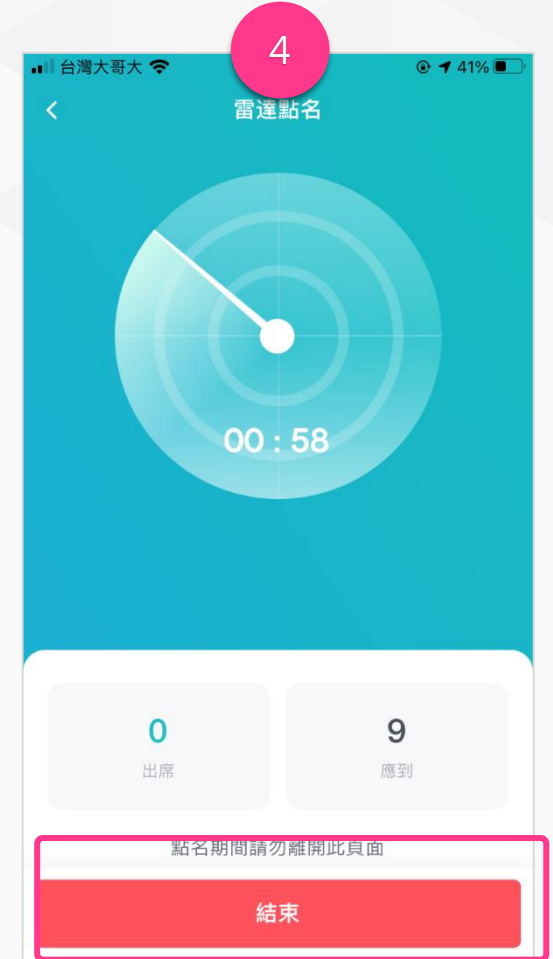 4
台灣大哥大 41%
雷達點名
00 : 58
0 9
出席 應到
點名期間請勿離開此頁面
結束